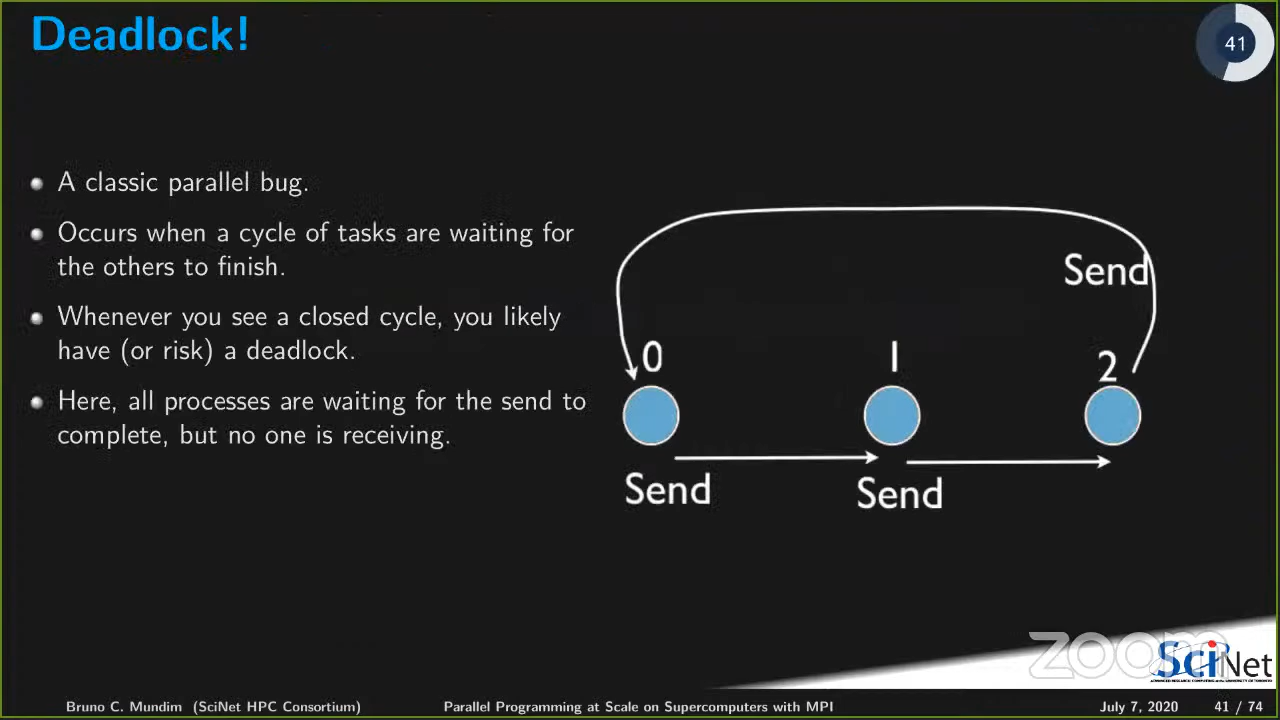 Deadlock!
41
A classic parallel bug.
Occurs when a cycle of tasks are waiting for
the others to finish.
Whenever you see a closed cycle, you likely
have (or risk) a deadlock.
Here, all processes are waiting for the send to
complete, but no one is receiving.
Send
0
1
2
Send
Send
zoom
SciNet
Bruno C. Mundim (SciNet HPC Consortium)
Parallel Programming at Scale on Supercomputers with MPI
July 7, 2020
41 / 74